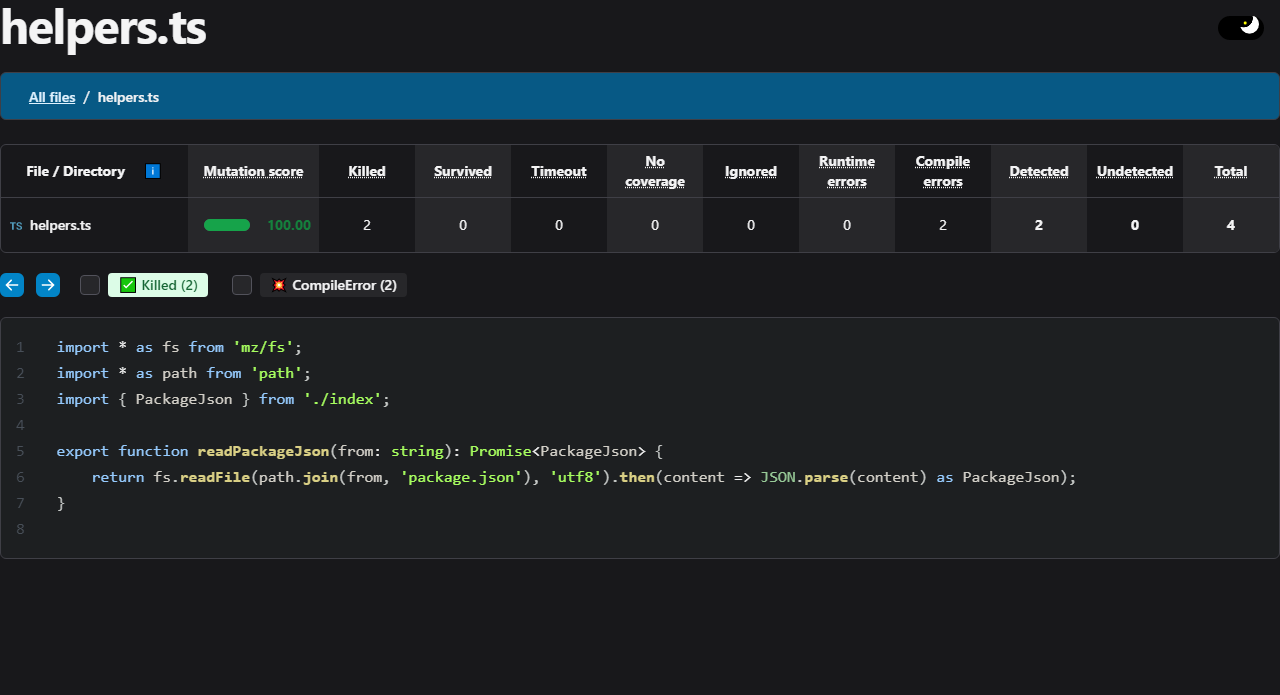 helpers.ts
All files / helpers.ts
File / Directory i Mutation score Killed Survived Timeout No coverage Ignored Runtime errors Compile errors Detected Undetected Total
TS helpers.ts 100.00 2 0 0 0 0 0 2 2 0 4
Killed (2) CompileError (2)
1 import * as fs from 'mz/fs';
2 import * as path from 'path';
3 import { PackageJson } from './index';
4
5 export function readPackageJson(from: string): Promise<PackageJson> {
6     return fs.readFile(path.join(from, 'package.json'), 'utf8').then(content => JSON.parse(content) as PackageJson);
7 }
8